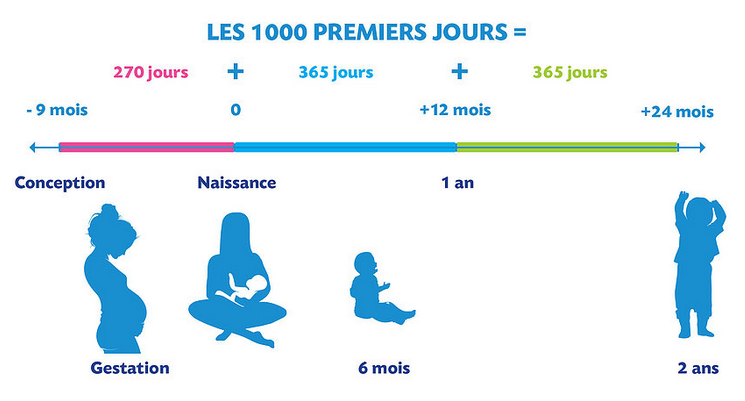 LES 1000 PREMIERS JOURS =
270 jours + 365 jours + 365 jours
- 9 mois 0 +12 mois +24 mois
Conception Naissance 1 an
Gestation 6 mois 2 ans